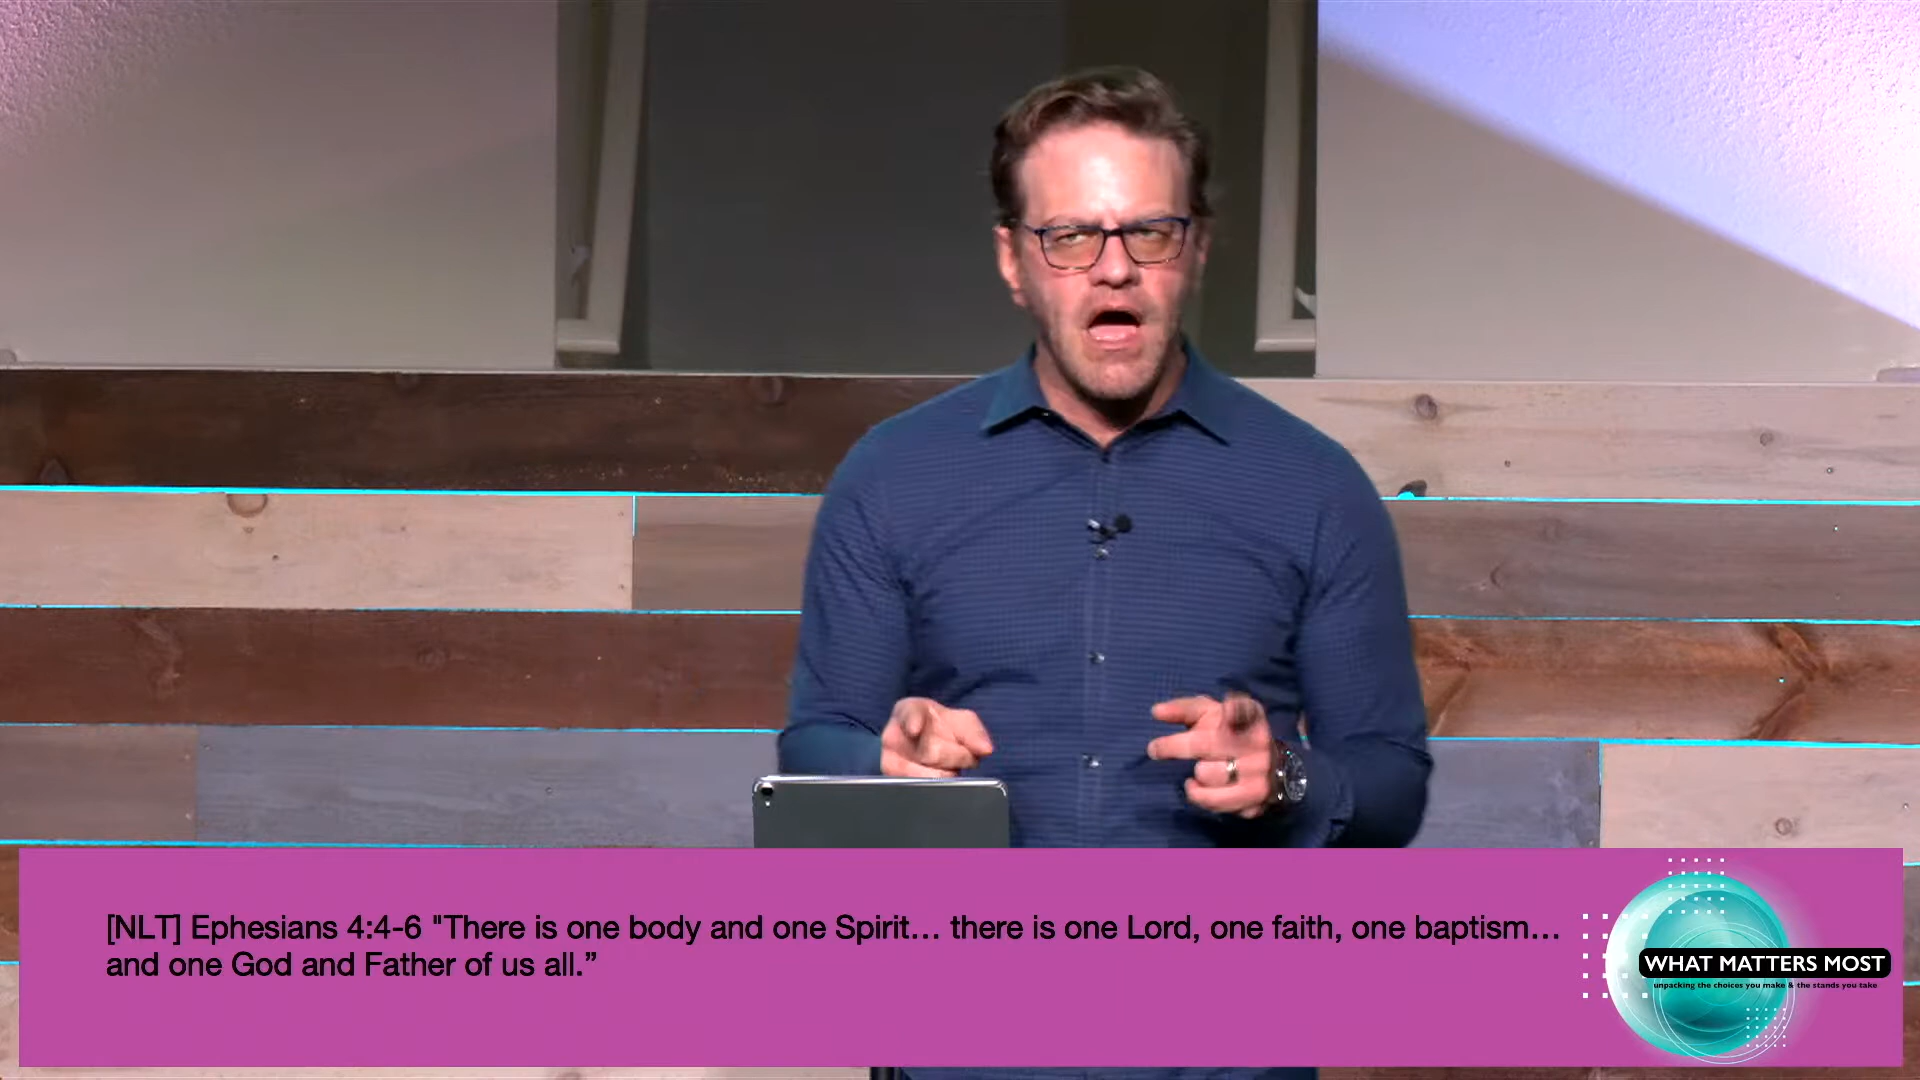 [NLT] Ephesians 4:4-6 "There is one body and one Spirit… there is one Lord, one faith, one baptism…
and one God and Father of us all.”
WHAT MATTERS MOST
unpacking the choices you make & the stands you take